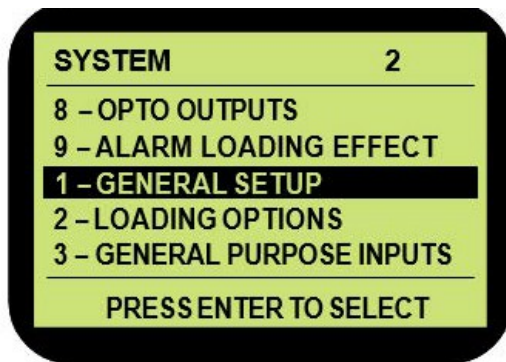 SYSTEM 2
8 – OPTO OUTPUTS
9 – ALARM LOADING EFFECT
1 – GENERAL SETUP
2 – LOADING OPTIONS
3 – GENERAL PURPOSE INPUTS
PRESS ENTER TO SELECT